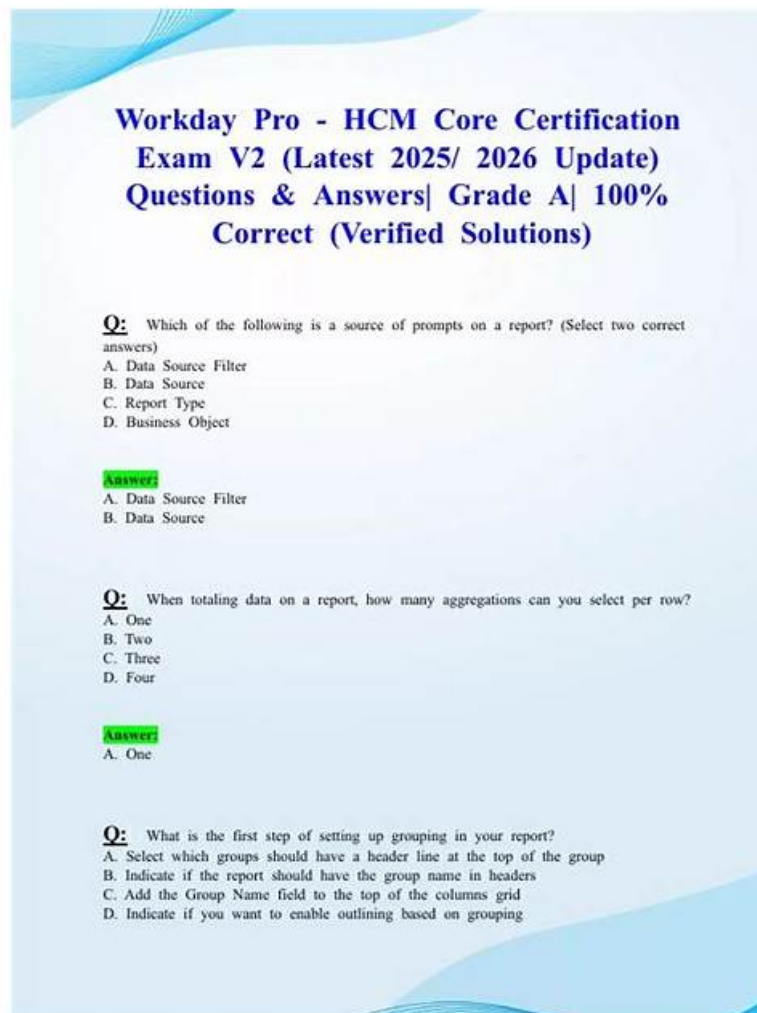 Workday Pro - HCM Core Certification
Exam V2 (Latest 2025/ 2026 Update)
Questions & Answers| Grade A| 100%
Correct (Verified Solutions)
Q: Which of the following is a source of prompts on a report? (Select two correct
answers)
A. Data Source Filter
B. Data Source
C. Report Type
D. Business Object
Answer:
A. Data Source Filter
B. Data Source
Q: When totaling data on a report, how many aggregations can you select per row?
A. One
B. Two
C. Three
D. Four
Answer:
A. One
Q: What is the first step of setting up grouping in your report?
A. Select which groups should have a header line at the top of the group
B. Indicate if the report should have the group name in headers
C. Add the Group Name field to the top of the columns grid
D. Indicate if you want to enable outlining based on grouping